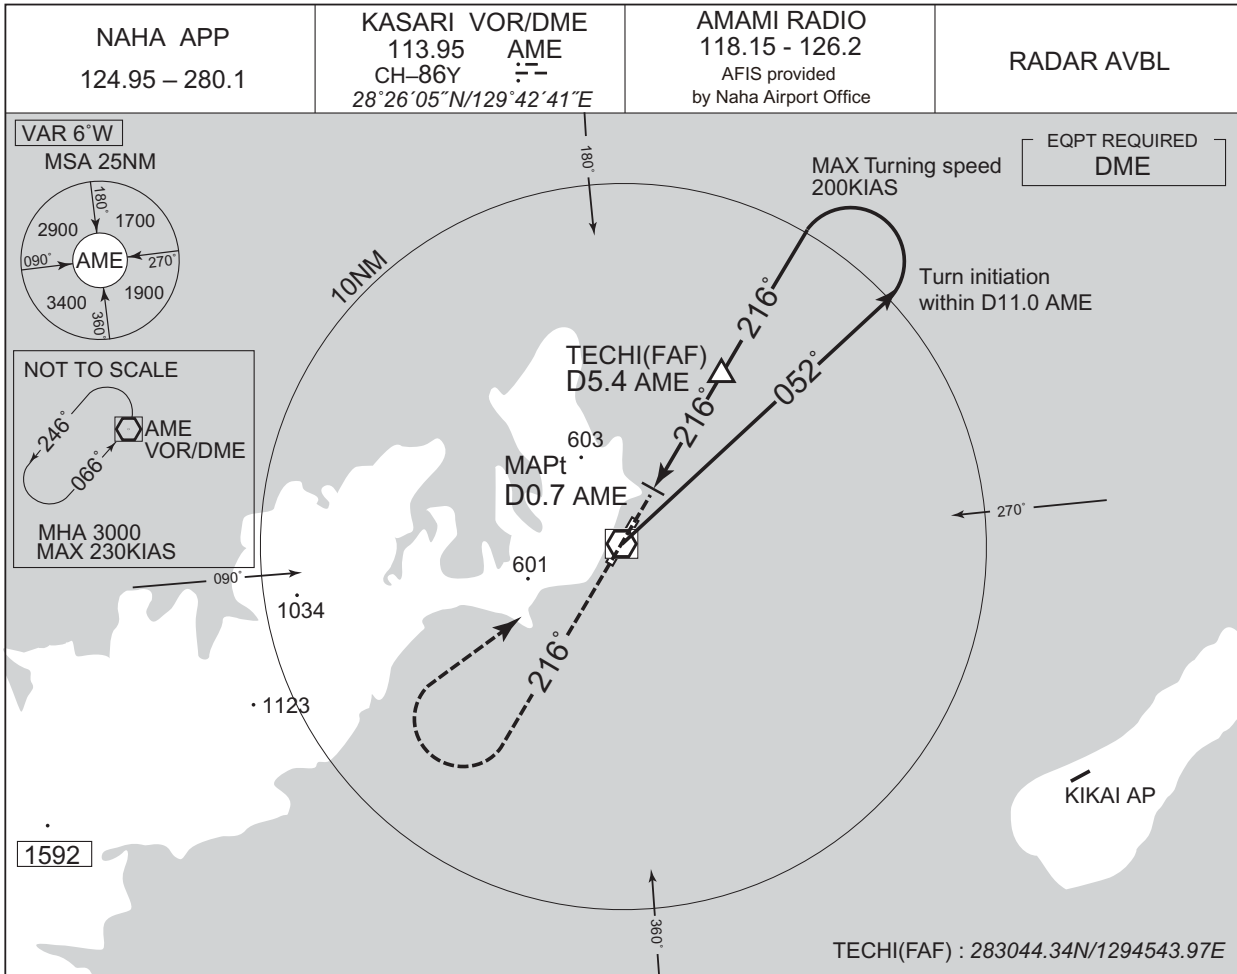 NAHA APP
124.95 – 280.1
KASARI VOR/DME
113.95 AME
CH–86Y
28°26´05˝N/129°42´41˝E
AMAMI RADIO
118.15 - 126.2
AFIS provided
by Naha Airport Office
RADAR AVBL
VAR 6°W
MSA 25NM
180°
2900
1700
090°
AME
270°
3400
1900
360°
NOT TO SCALE
246°
066°
AME
VOR/DME
MHA 3000
MAX 230KIAS
180°
10NM
MAX Turning speed
200KIAS
EQPT REQUIRED
DME
Turn initiation
within D11.0 AME
216°
TECHI(FAF)
D5.4 AME
052°
216°
603
MAPt
D0.7 AME
270°
601
090°
1034
216°
1123
KIKAI AP
1592
360°
TECHI(FAF) : 283044.34N/1294543.97E